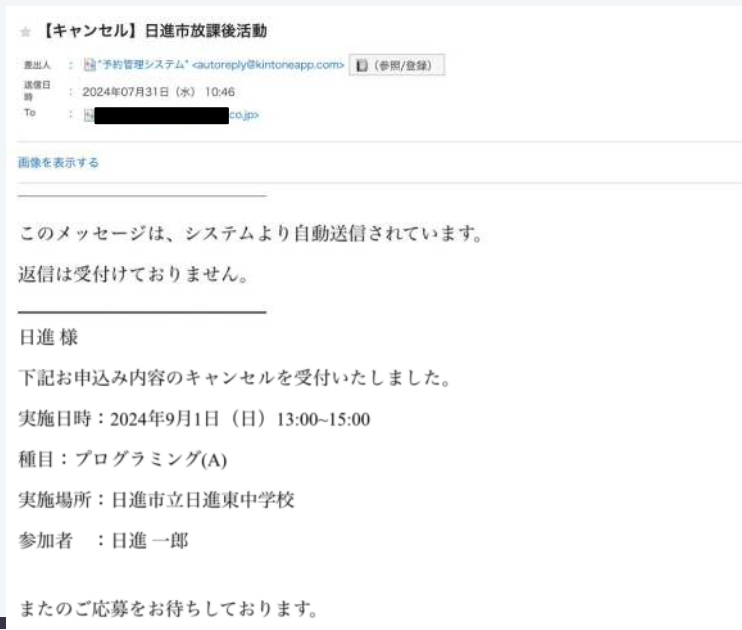 【キャンセル】日進市放課後活動
差出人 : "予約管理システム" <autoreply@kintoneapp.com> (参照/登録)
送信日時 : 2024年07月31日(水) 10:46
To : co.jp>
画像を表示する
このメッセージは、システムより自動送信されています。
返信は受付けておりません。
日進 様
下記お申込み内容のキャンセルを受付いたしました。
実施日時：2024年9月1日（日）13:00~15:00
種目：プログラミング(A)
実施場所：日進市立日進東中学校
参加者　：日進 一郎
またのご応募をお待ちしております。